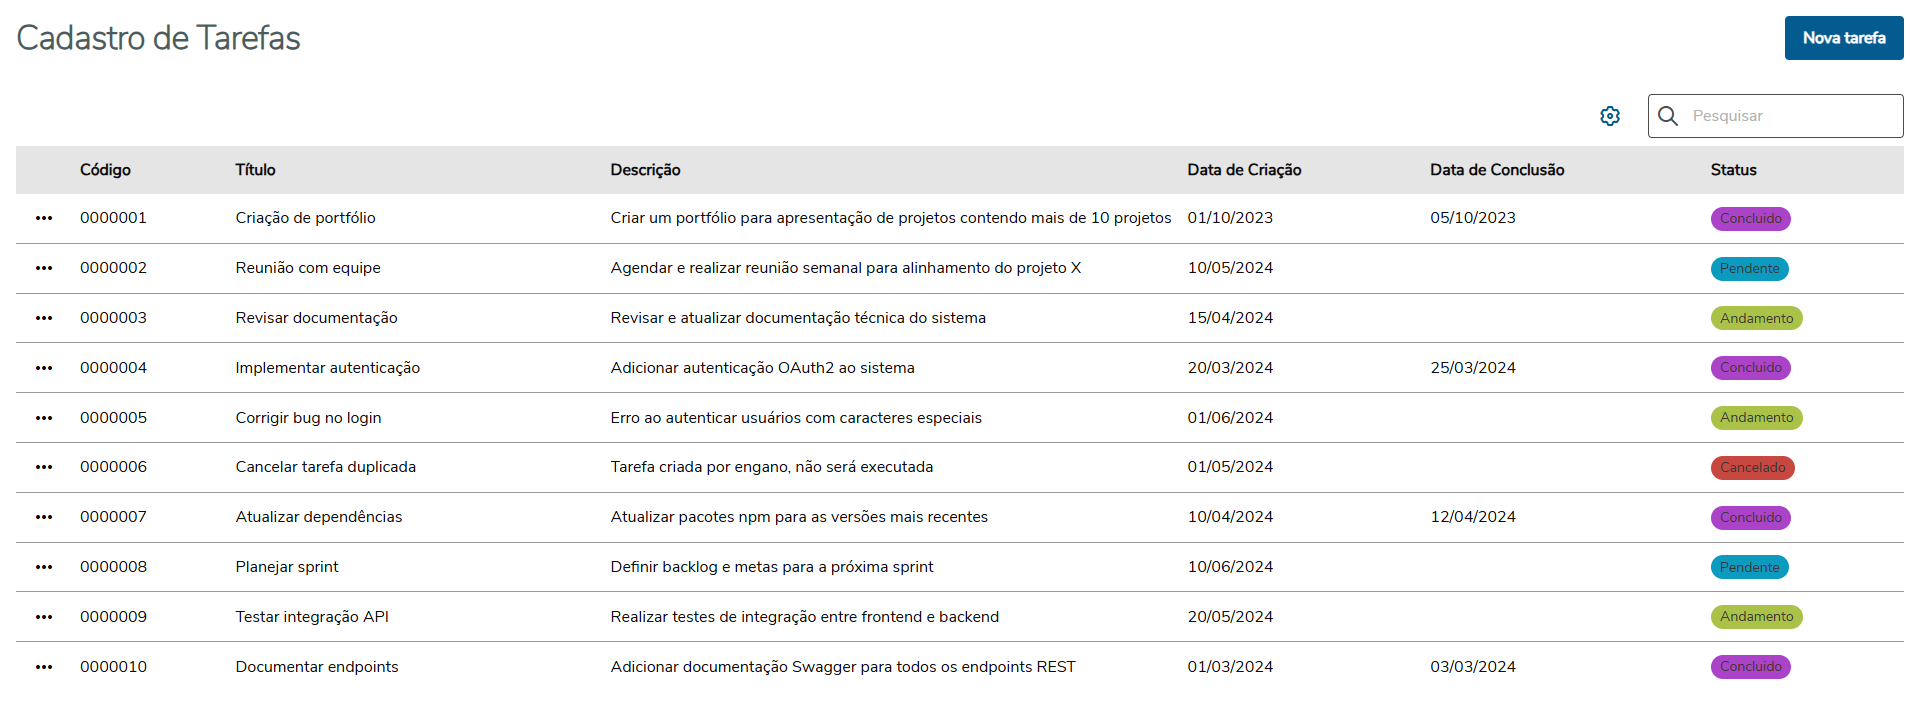 Cadastro de Tarefas
Nova tarefa
Pesquisar
Código Título Descrição Data de Criação Data de Conclusão Status
0000001 Criação de portfólio Criar um portfólio para apresentação de projetos contendo mais de 10 projetos 01/10/2023 05/10/2023 Concluido
0000002 Reunião com equipe Agendar e realizar reunião semanal para alinhamento do projeto X 10/05/2024 Pendente
0000003 Revisar documentação Revisar e atualizar documentação técnica do sistema 15/04/2024 Andamento
0000004 Implementar autenticação Adicionar autenticação OAuth2 ao sistema 20/03/2024 25/03/2024 Concluido
0000005 Corrigir bug no login Erro ao autenticar usuários com caracteres especiais 01/06/2024 Andamento
0000006 Cancelar tarefa duplicada Tarefa criada por engano, não será executada 01/05/2024 Cancelado
0000007 Atualizar dependências Atualizar pacotes npm para as versões mais recentes 10/04/2024 12/04/2024 Concluido
0000008 Planejar sprint Definir backlog e metas para a próxima sprint 10/06/2024 Pendente
0000009 Testar integração API Realizar testes de integração entre frontend e backend 20/05/2024 Andamento
0000010 Documentar endpoints Adicionar documentação Swagger para todos os endpoints REST 01/03/2024 03/03/2024 Concluido